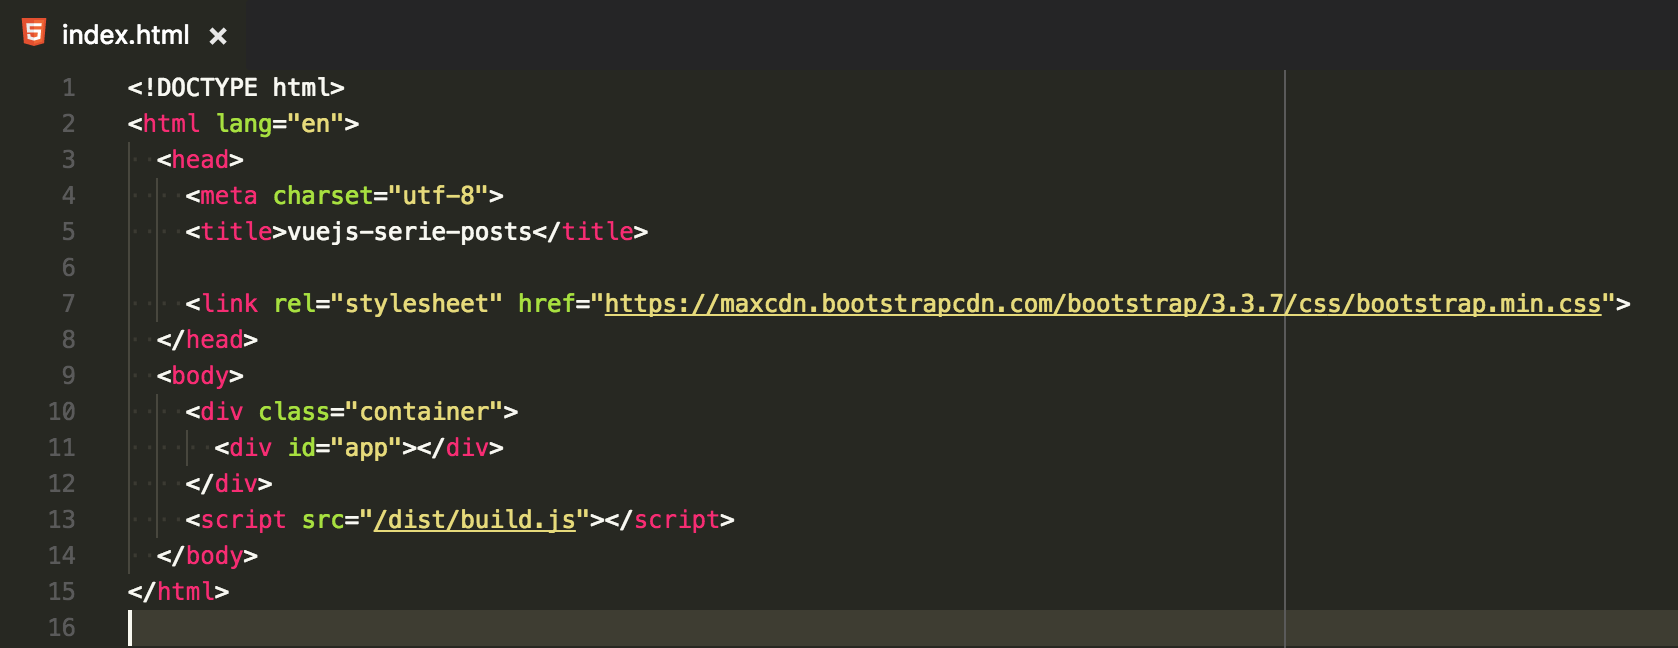 index.html ×
1 <!DOCTYPE html>
2 <html lang="en">
3   <head>
4     <meta charset="utf-8">
5     <title>vuejs-serie-posts</title>
6
7     <link rel="stylesheet" href="https://maxcdn.bootstrapcdn.com/bootstrap/3.3.7/css/bootstrap.min.css">
8   </head>
9   <body>
10     <div class="container">
11       <div id="app"></div>
12     </div>
13     <script src="/dist/build.js"></script>
14   </body>
15 </html>
16